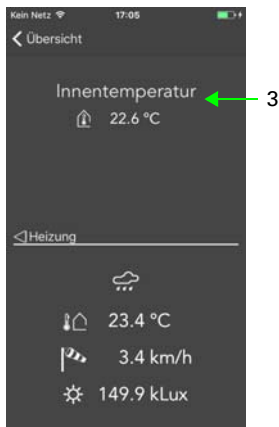 Kein Netz 17:05
Übersicht
Innentemperatur
3
22.6 °C
Heizung
23.4 °C
3.4 km/h
149.9 kLux